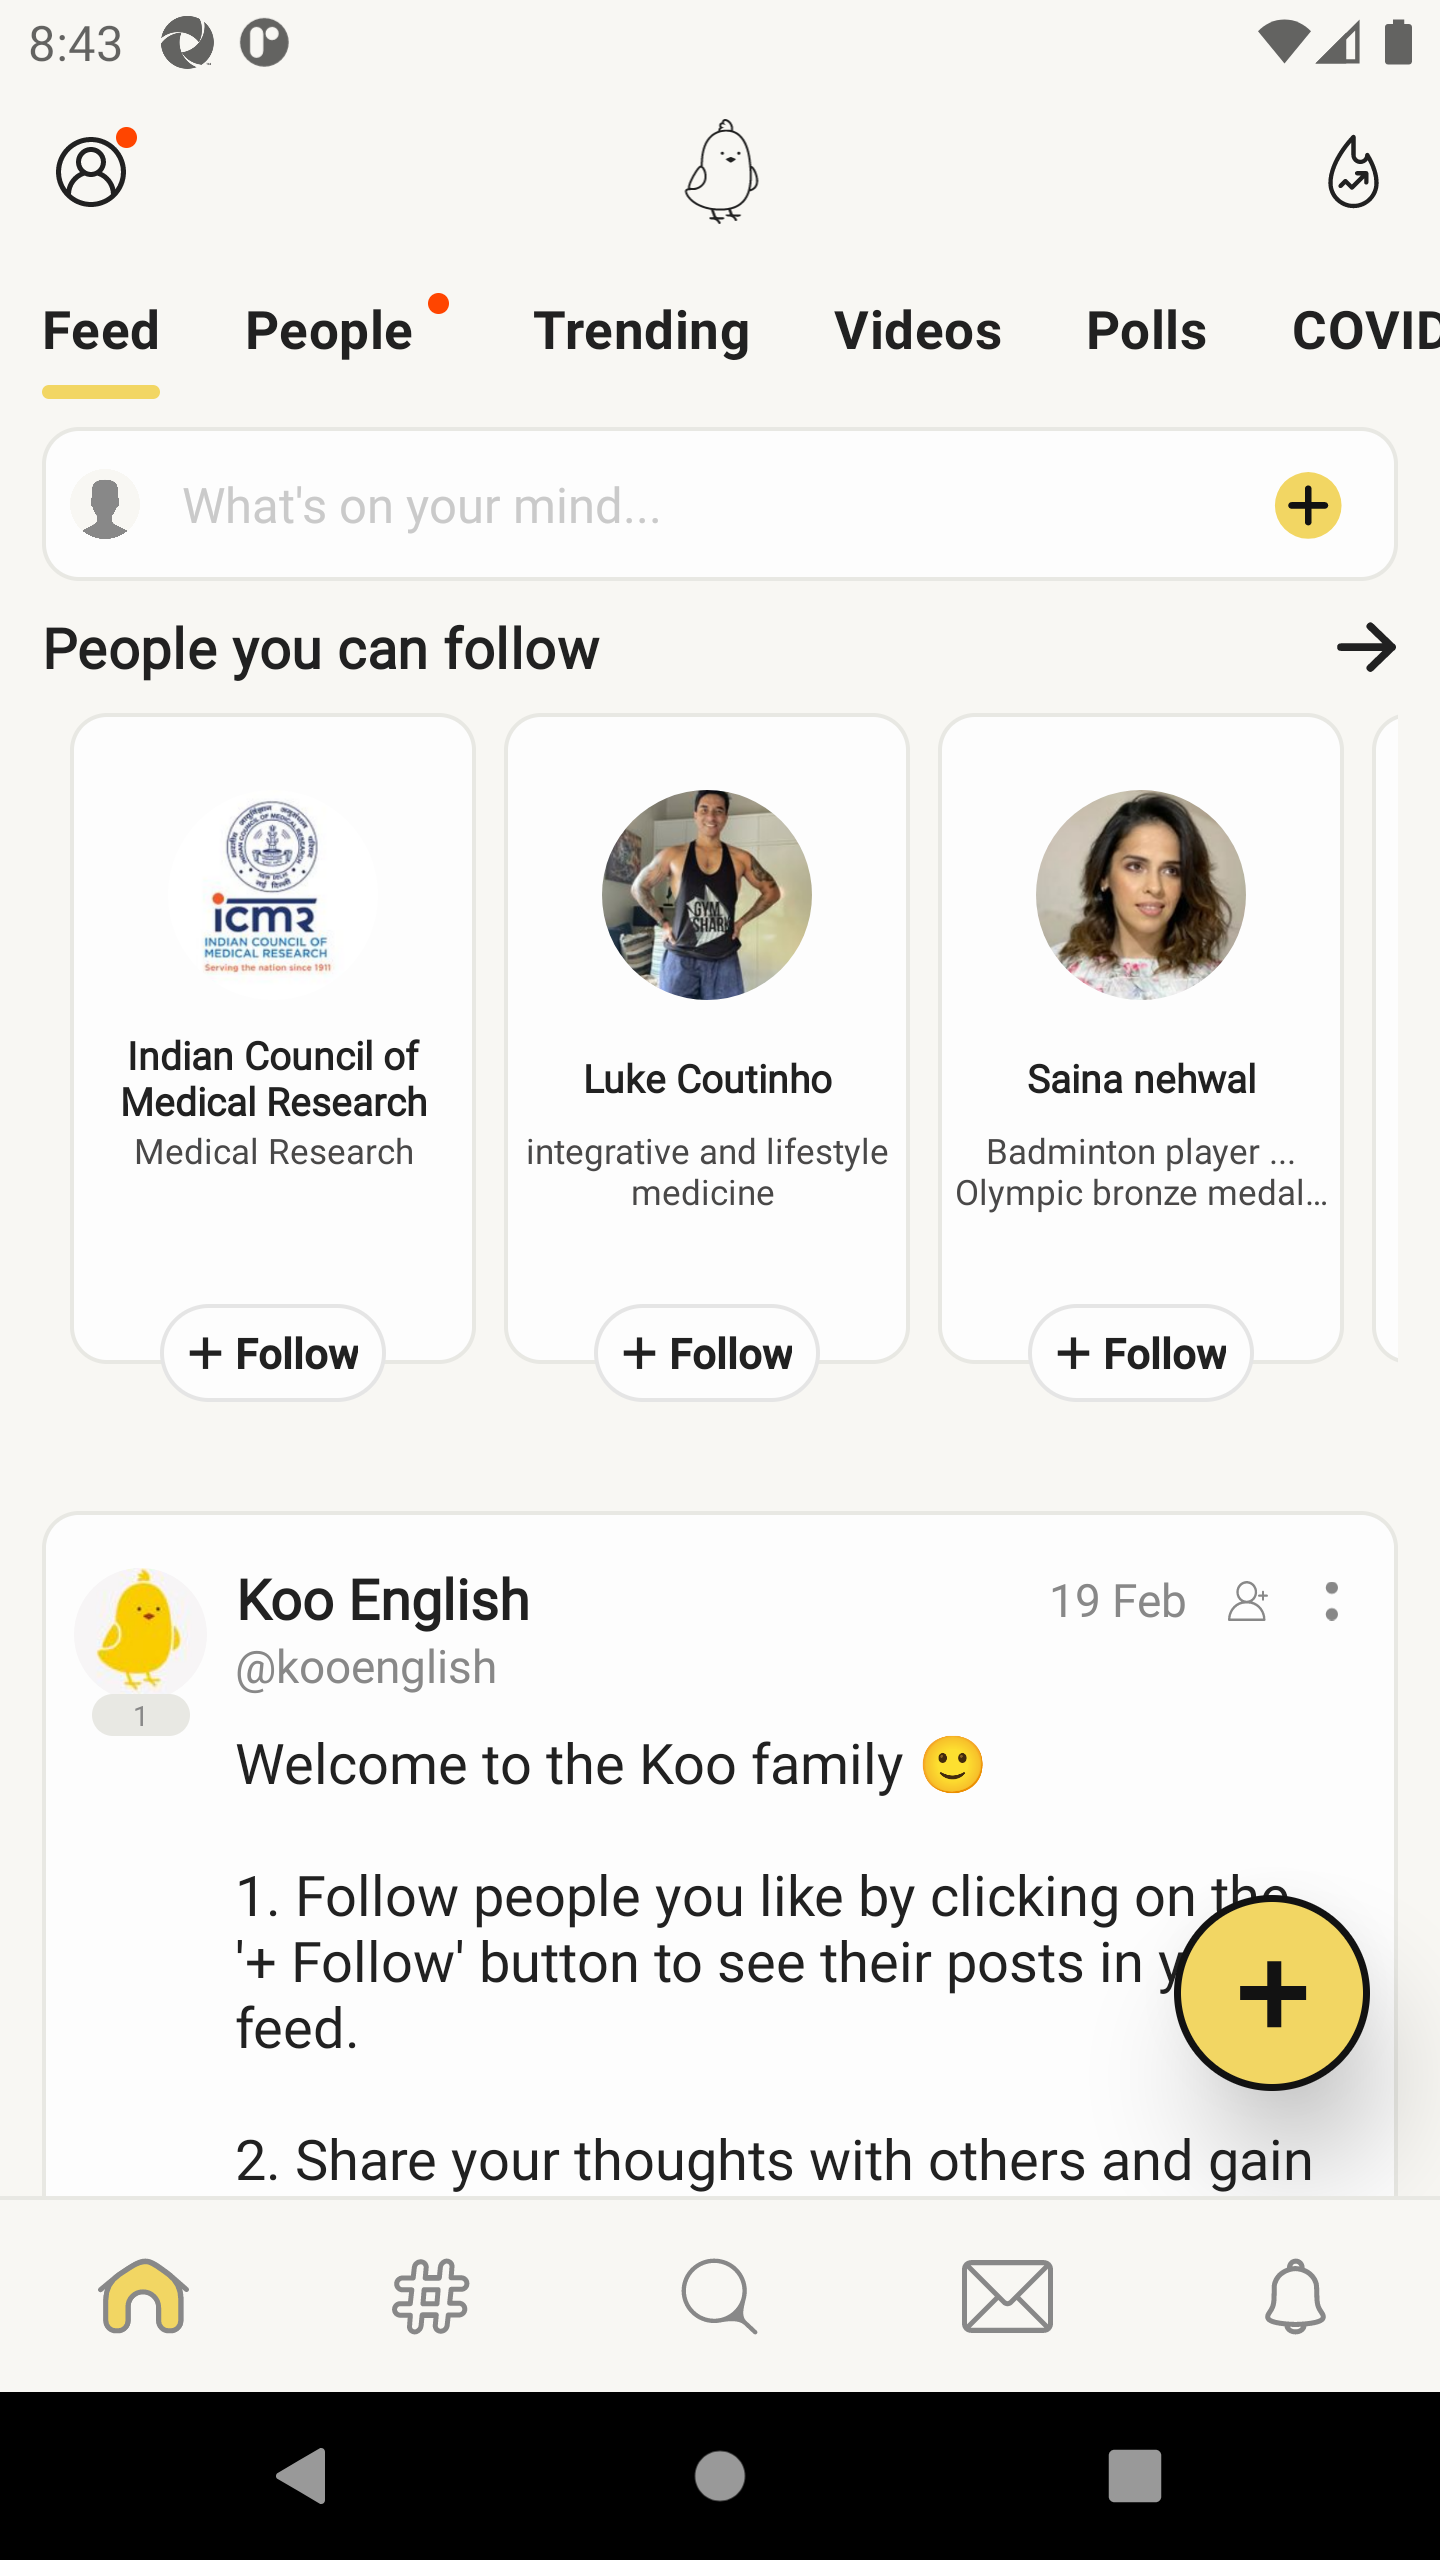 8:43
Feed People Trending Videos Polls COVID
What's on your mind...
People you can follow
icmr
INDIAN COUNCIL OF
MEDICAL RESEARCH
Serving the nation since 1911
GYM
SHARK
Indian Council of
Medical Research
Medical Research
+ Follow
Luke Coutinho
integrative and lifestyle
medicine
+ Follow
Saina nehwal
Badminton player ...
Olympic bronze medal...
+ Follow
Koo English
19 Feb
@kooenglish
1
Welcome to the Koo family 🙂
1. Follow people you like by clicking on the
'+ Follow' button to see their posts in y
feed.
2. Share your thoughts with others and gain